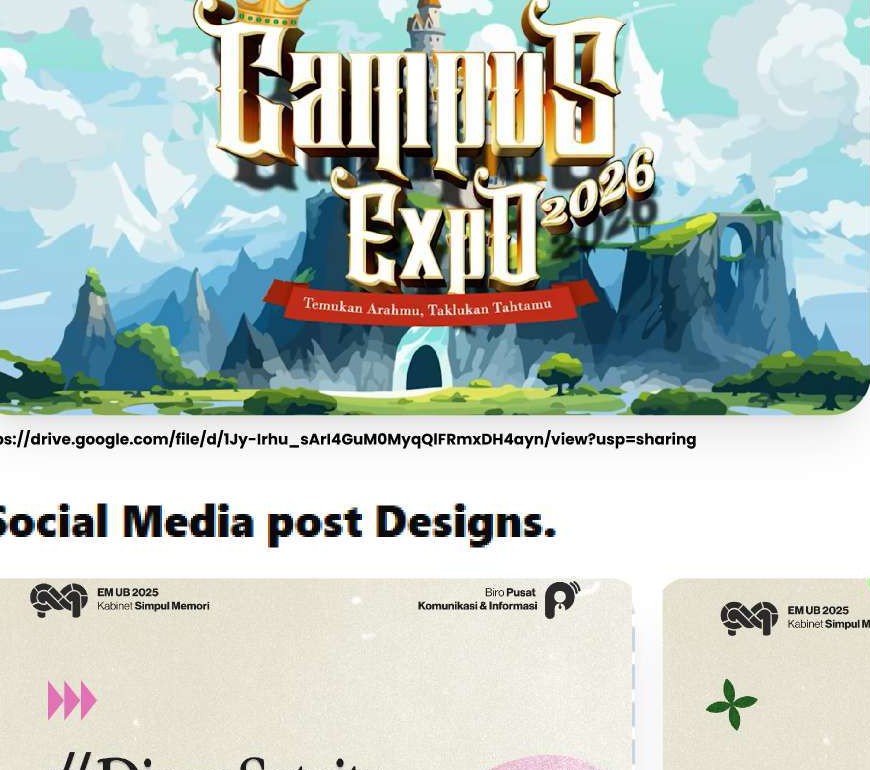 Campus
Expo
2026
Temukan Arahmu, Taklukan Tahtamu
ps://drive.google.com/file/d/1Jy-Irhu_sArI4GuM0MyqQlFRmxDH4ayn/view?usp=sharing
Social Media post Designs.
EM UB 2025
Kabinet Simpul Memori
Biro Pusat
Komunikasi & Informasi
EM UB 2025
Kabinet Simpul M